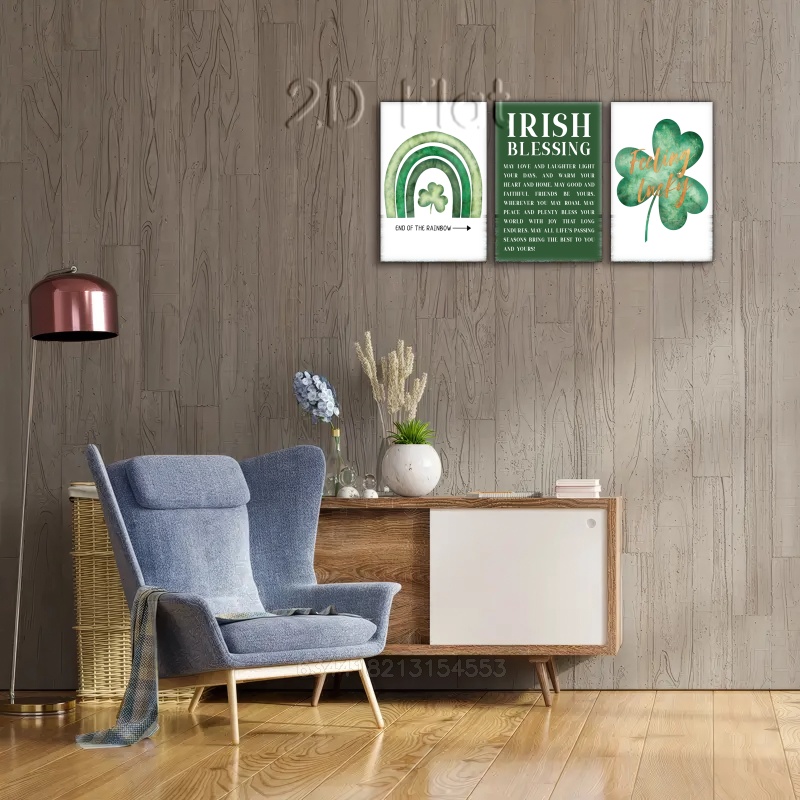 2D Flat
END OF THE RAINBOW
IRISH
BLESSING
MAY LOVE AND LAUGHTER LIGHT
YOUR DAYS, AND WARM YOUR
HEART AND HOME. MAY GOOD AND
FAITHFUL FRIENDS BE YOURS,
WHEREVER YOU MAY ROAM. MAY
PEACE AND PLENTY BLESS YOUR
WORLD WITH JOY THAT LONG
ENDURES. MAY ALL LIFE'S PASSING
SEASONS BRING THE BEST TO YOU
AND YOURS!
Feeling
Lucky